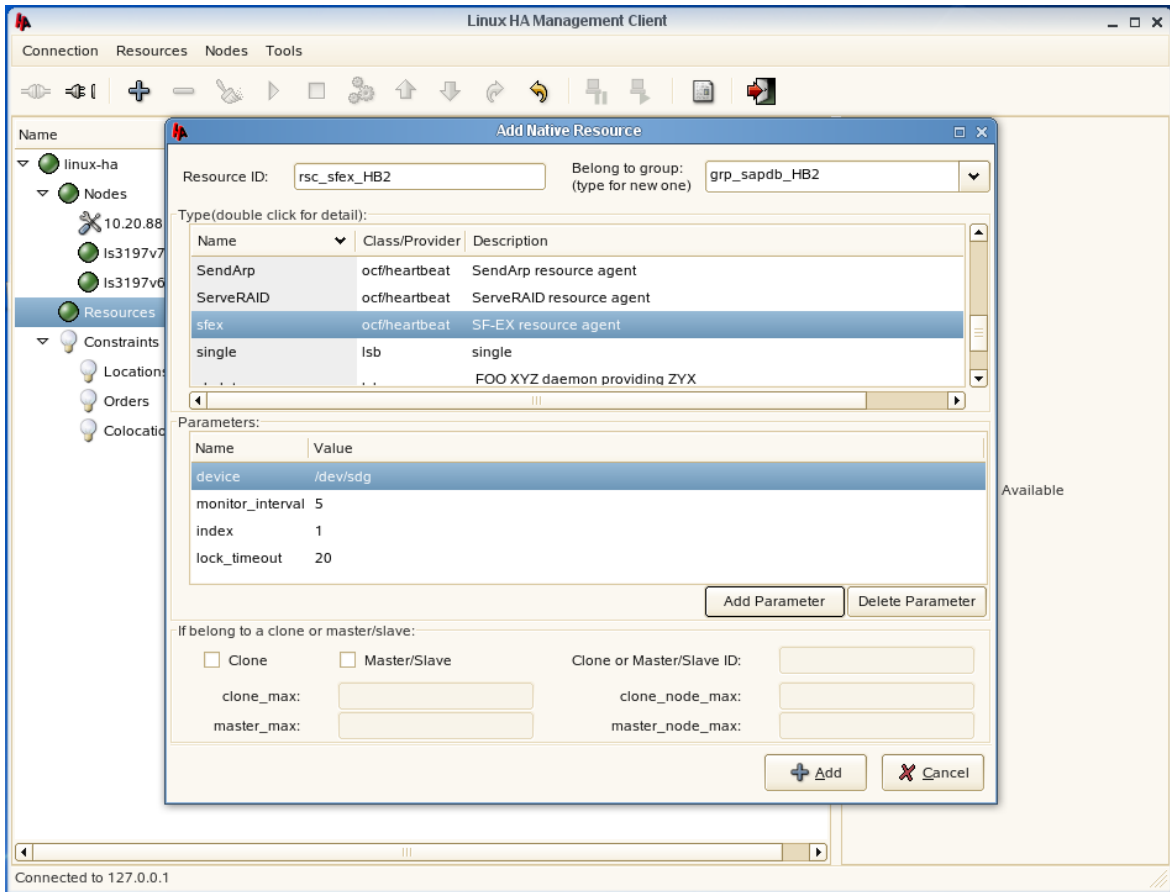 Linux HA Management Client
Connection Resources Nodes Tools
Name
linux-ha
Nodes
10.20.88
ls3197v7
ls3197v6
Resources
Constraints
Locations
Orders
Colocatio
Available
Connected to 127.0.0.1
Add Native Resource
Resource ID: rsc_sfex_HB2
Belong to group: grp_sapdb_HB2
(type for new one)
Type(double click for detail):
Name Class/Provider Description
SendArp ocf/heartbeat SendArp resource agent
ServeRAID ocf/heartbeat ServeRAID resource agent
sfex ocf/heartbeat SF-EX resource agent
single lsb single
FOO XYZ daemon providing ZYX
Parameters:
Name Value
device /dev/sdg
monitor_interval 5
index 1
lock_timeout 20
Add Parameter Delete Parameter
If belong to a clone or master/slave:
Clone Master/Slave Clone or Master/Slave ID:
clone_max: clone_node_max:
master_max: master_node_max:
Add Cancel